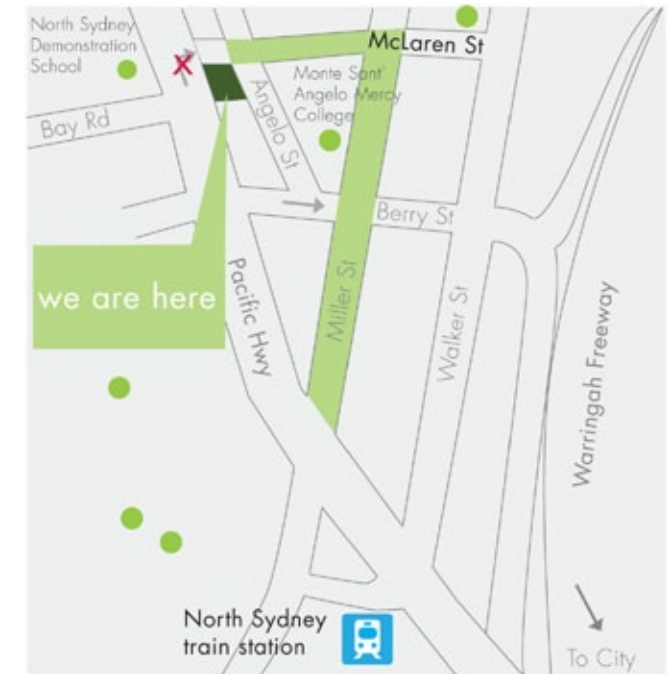 North Sydney
Demonstration
School
McLaren St
X
Monte Sant'
Angelo Mercy
College
Angelo St
Bay Rd
Berry St
we are here
Pacific Hwy
Miller St
Walker St
Warringah Freeway
North Sydney
train station
To City